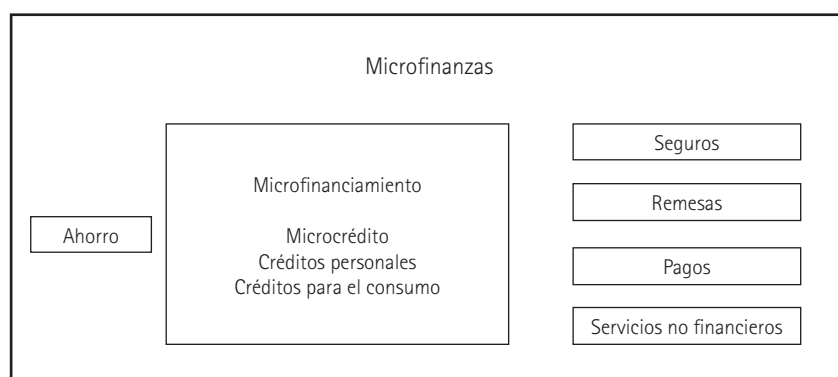 Microfinanzas
Ahorro
Microfinanciamiento
Microcrédito
Créditos personales
Créditos para el consumo
Seguros
Remesas
Pagos
Servicios no financieros